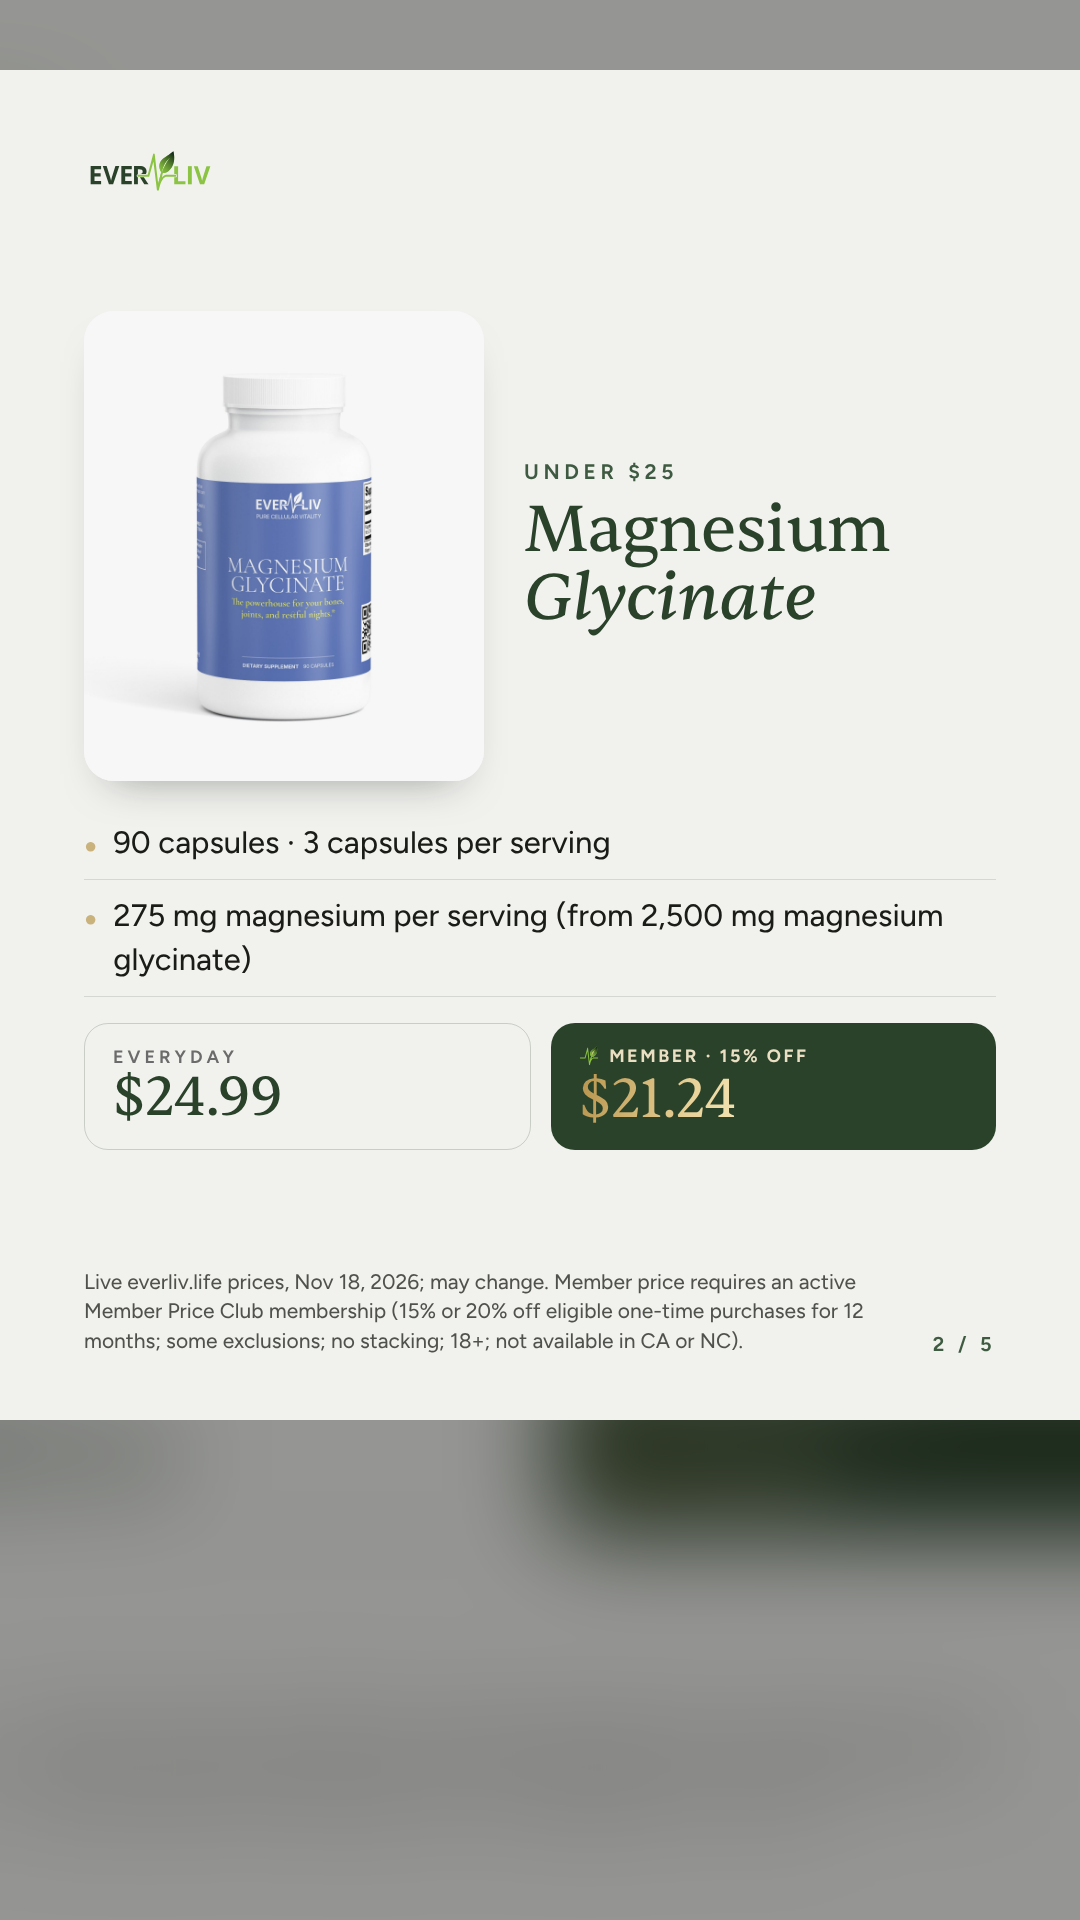 EVERLIV
EVERLIV
PURE CELLULAR VITALITY
MAGNESIUM
GLYCINATE
The powerhouse for your bones,
joints, and restful nights.*
DIETARY SUPPLEMENT 90 CAPSULES
UNDER $25
Magnesium
Glycinate
• 90 capsules · 3 capsules per serving
• 275 mg magnesium per serving (from 2,500 mg magnesium
glycinate)
EVERYDAY
$24.99
MEMBER · 15% OFF
$21.24
Live everliv.life prices, Nov 18, 2026; may change. Member price requires an active
Member Price Club membership (15% or 20% off eligible one-time purchases for 12
months; some exclusions; no stacking; 18+; not available in CA or NC).
2 / 5